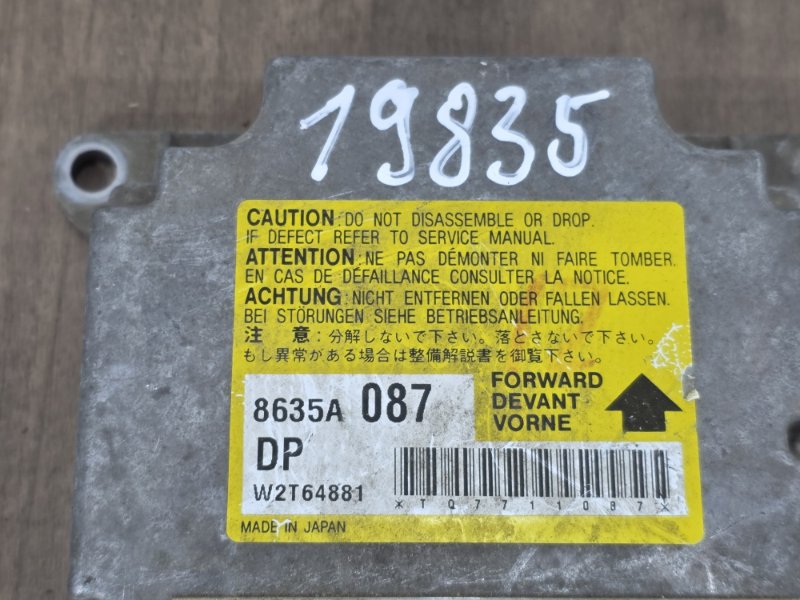 19835
CAUTION:DO NOT DISASSEMBLE OR DROP.
IF DEFECT REFER TO SERVICE MANUAL.
ATTENTION:NE PAS DÉMONTER NI FAIRE TOMBER.
EN CAS DE DÉFAILLANCE CONSULTER LA NOTICE.
ACHTUNG:NICHT ENTFERNEN ODER FALLEN LASSEN.
BEI STÖRUNGEN SIEHE BETRIEBSANLEITUNG.
注 意:分解しないで下さい。落とさないで下さい。
もし異常がある場合は整備解説書を御覧下さい。
8635A 087
DP
W2T64881
FORWARD
DEVANT
VORNE
*TQ7711087*
MADE IN JAPAN